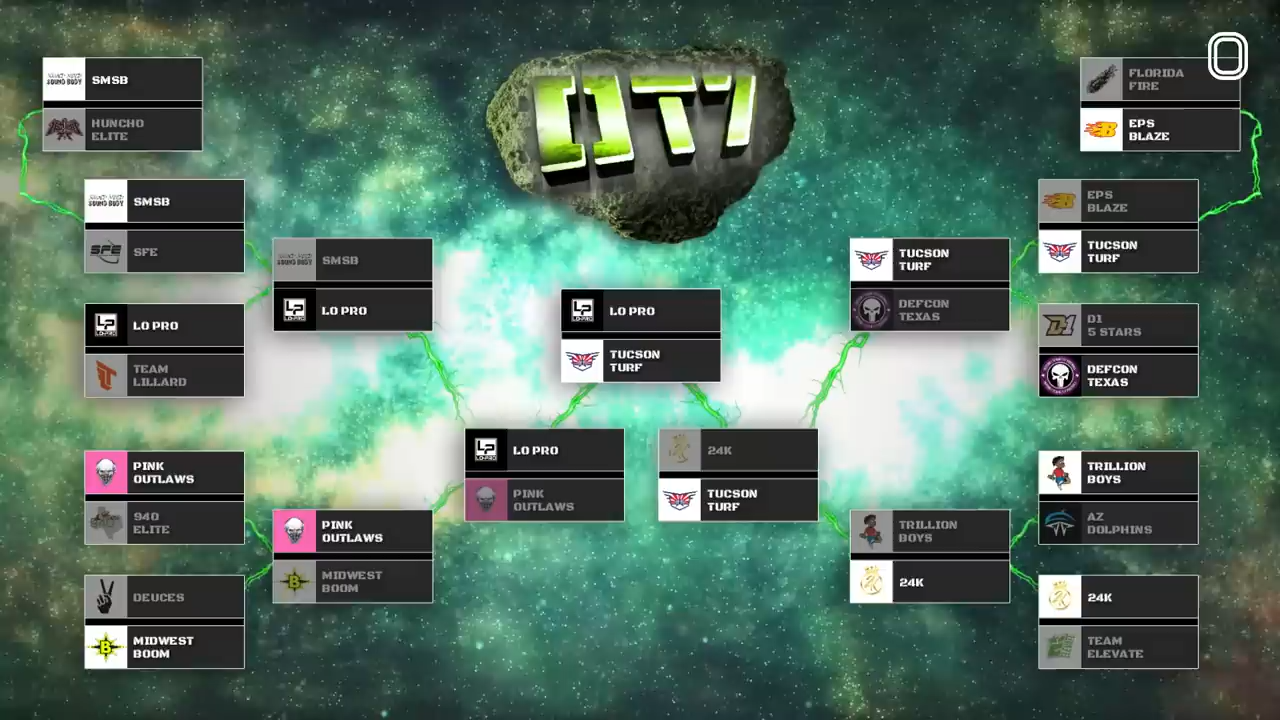 OT7
SMSB
HUNCHO
ELITE
SMSB
SFE
LO PRO
TEAM
LILLARD
PINK
OUTLAWS
940
ELITE
DEUCES
MIDWEST
BOOM
SMSB
LO PRO
PINK
OUTLAWS
MIDWEST
BOOM
LO PRO
PINK
OUTLAWS
LO PRO
TUCSON
TURF
24K
TUCSON
TURF
TUCSON
TURF
DEFCON
TEXAS
TRILLION
BOYS
24K
FLORIDA
FIRE
EPS
BLAZE
EPS
BLAZE
TUCSON
TURF
D1
5 STARS
DEFCON
TEXAS
TRILLION
BOYS
AZ
DOLPHINS
24K
TEAM
ELEVATE